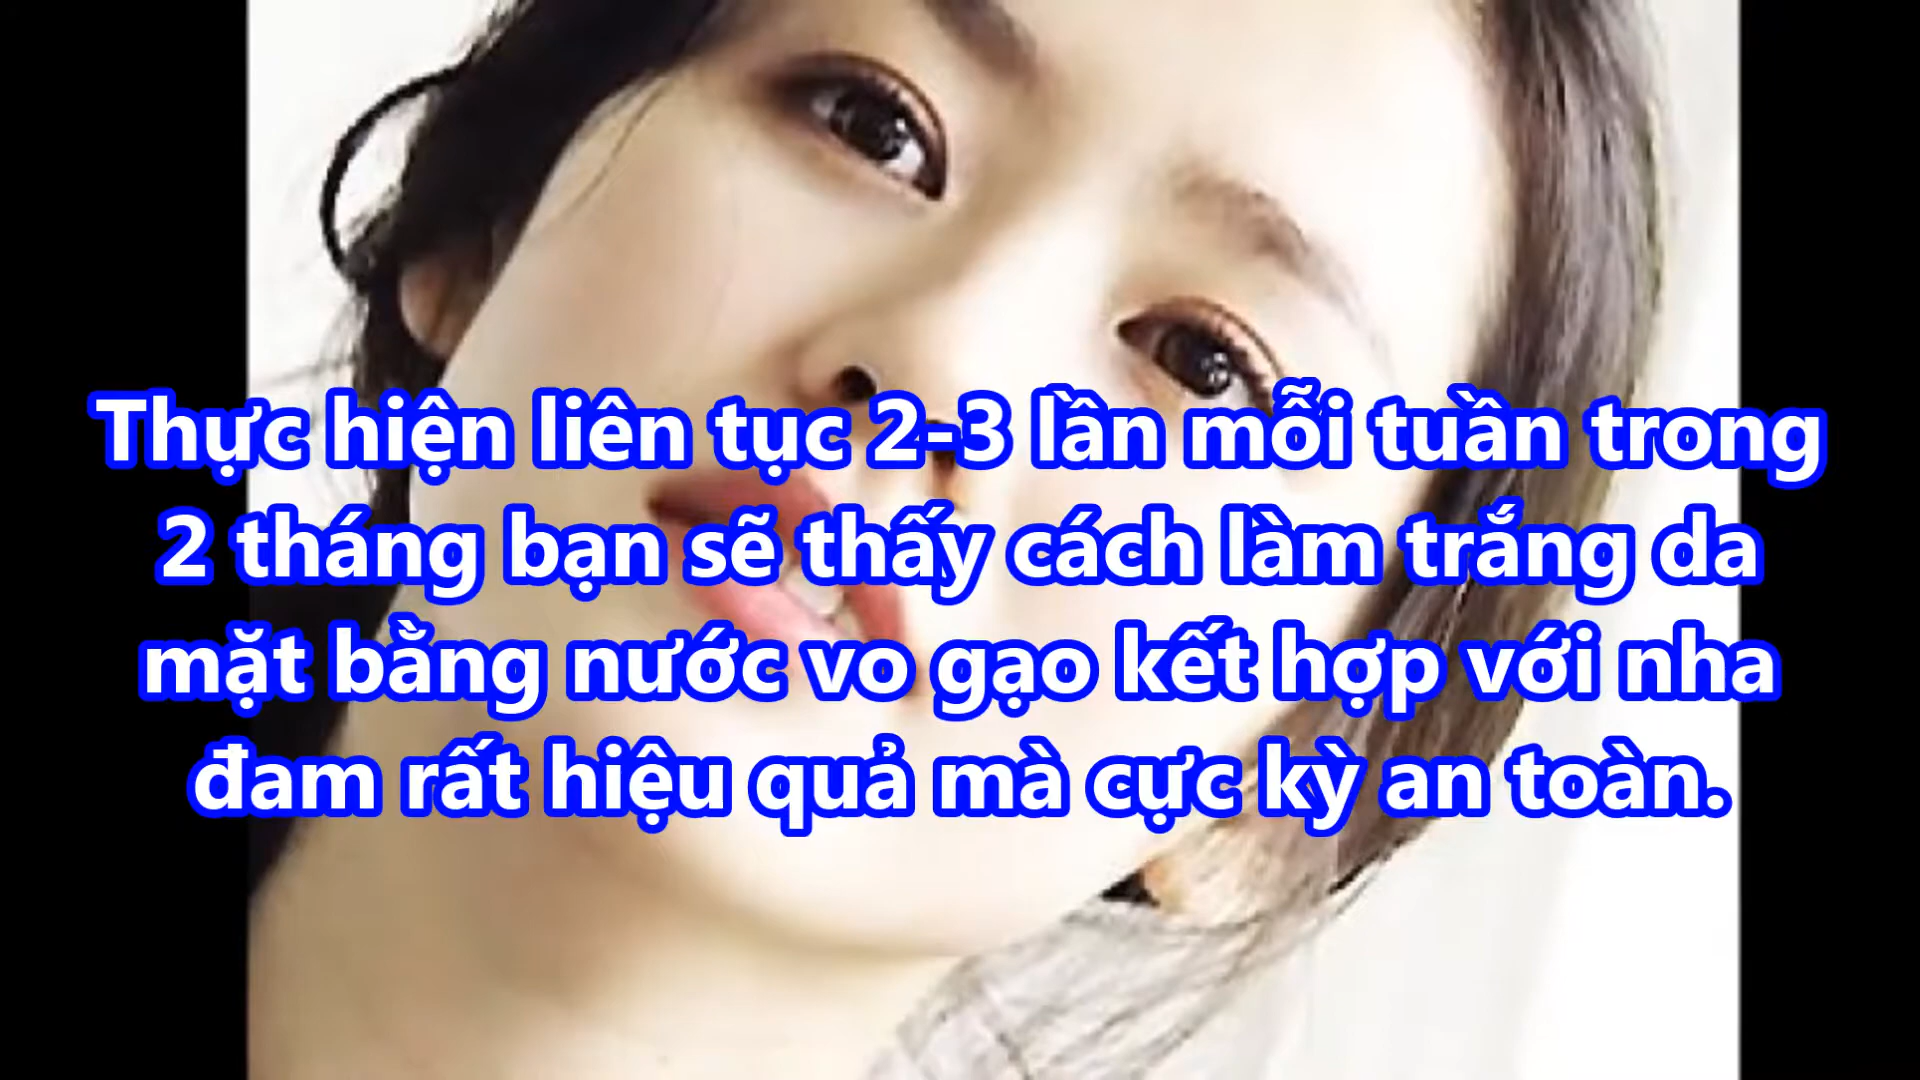 Thực hiện liên tục 2-3 lần mỗi tuần trong
2 tháng bạn sẽ thấy cách làm trắng da
mặt bằng nước vo gạo kết hợp với nha
đam rất hiệu quả mà cực kỳ an toàn.